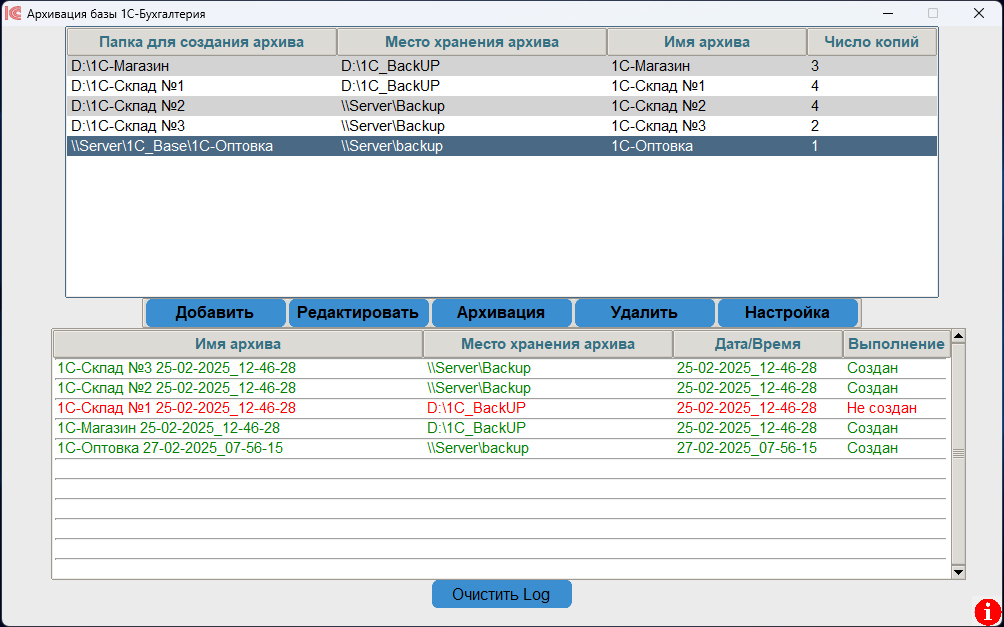 Архивация базы 1С-Бухгалтерия
Папка для создания архива Место хранения архива Имя архива Число копий
D:\1С-Магазин D:\1C_BackUP 1С-Магазин 3
D:\1С-Склад №1 D:\1C_BackUP 1С-Склад №1 4
D:\1С-Склад №2 \\Server\Backup 1С-Склад №2 4
D:\1С-Склад №3 \\Server\Backup 1С-Склад №3 2
\\Server\1C_Base\1С-Оптовка \\Server\backup 1С-Оптовка 1
Добавить Редактировать Архивация Удалить Настройка
Имя архива Место хранения архива Дата/Время Выполнение
1С-Склад №3 25-02-2025_12-46-28 \\Server\Backup 25-02-2025_12-46-28 Создан
1С-Склад №2 25-02-2025_12-46-28 \\Server\Backup 25-02-2025_12-46-28 Создан
1С-Склад №1 25-02-2025_12-46-28 D:\1C_BackUP 25-02-2025_12-46-28 Не создан
1С-Магазин 25-02-2025_12-46-28 D:\1C_BackUP 25-02-2025_12-46-28 Создан
1С-Оптовка 27-02-2025_07-56-15 \\Server\backup 27-02-2025_07-56-15 Создан
Очистить Log